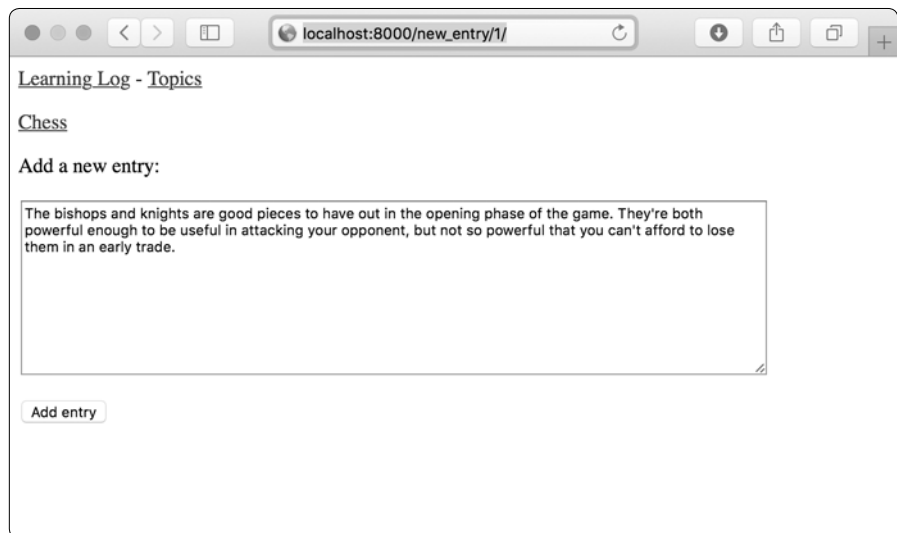 localhost:8000/new_entry/1/
Learning Log - Topics
Chess
Add a new entry:
The bishops and knights are good pieces to have out in the opening phase of the game. They're both
powerful enough to be useful in attacking your opponent, but not so powerful that you can't afford to lose
them in an early trade.
Add entry